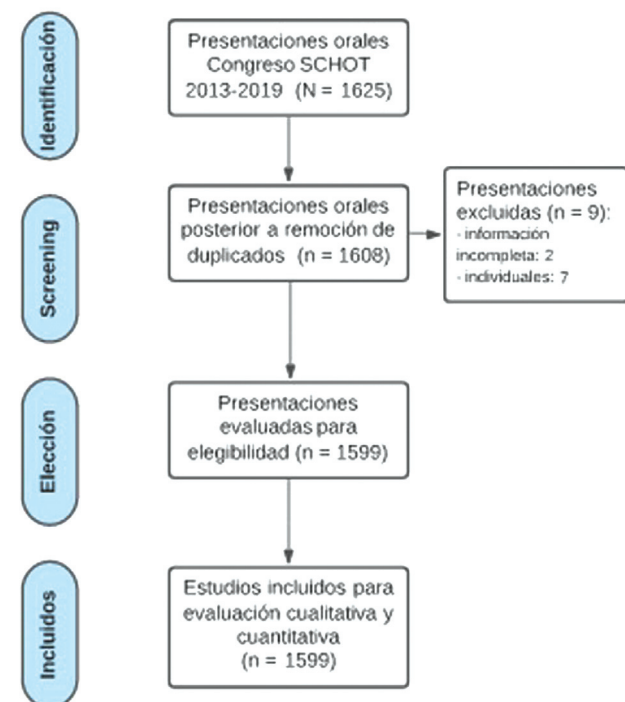 Identificación
Presentaciones orales
Congreso SCHOT
2013-2019 (N = 1625)
Screening
Presentaciones orales
posterior a remoción de
duplicados (n = 1608)
Presentaciones
excluidas (n = 9):
- información
incompleta: 2
- individuales: 7
Elección
Presentaciones
evaluadas para
elegibilidad (n = 1599)
Incluidos
Estudios incluidos para
evaluación cualitativa y
cuantitativa
(n = 1599)